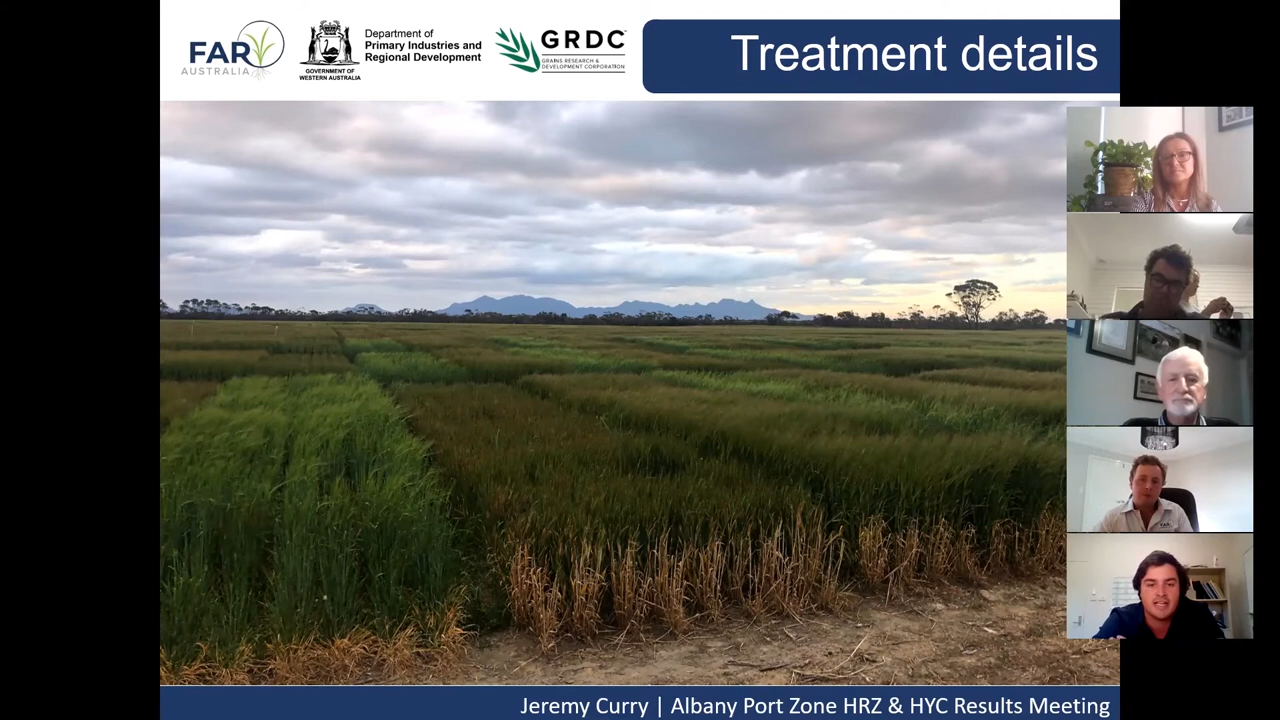 FAR
AUSTRALIA
GOVERNMENT OF
WESTERN AUSTRALIA
Department of
Primary Industries and
Regional Development
GRDC
GRAINS RESEARCH &
DEVELOPMENT CORPORATION
Treatment details
FAR
Jeremy Curry | Albany Port Zone HRZ & HYC Results Meeting